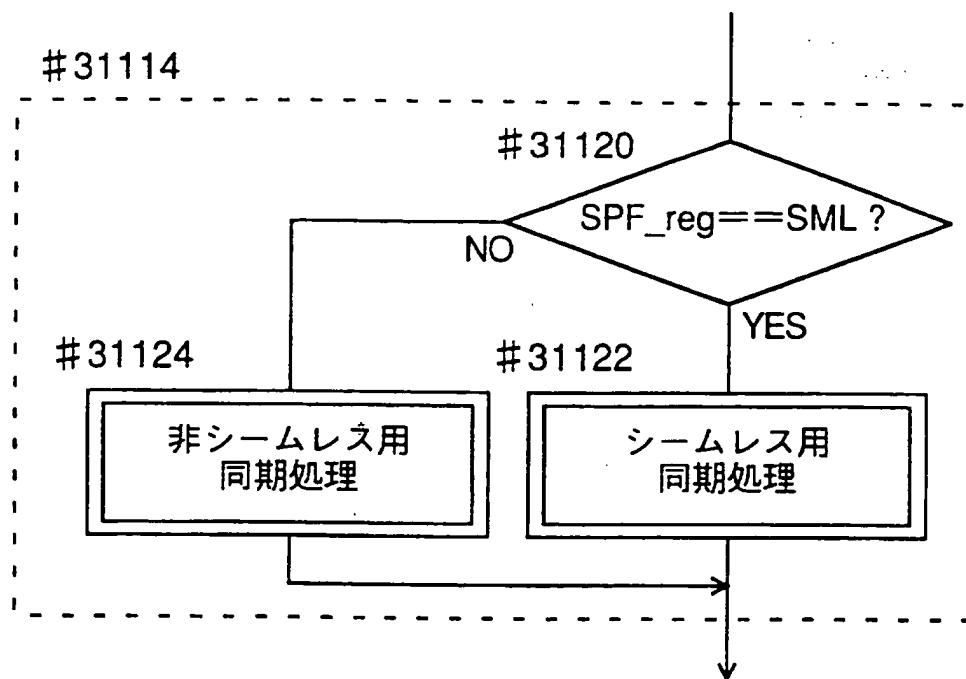 #31114
#31120
SPF_reg==SML ?
NO
YES
#31124
#31122
非シームレス用
同期処理
シームレス用
同期処理